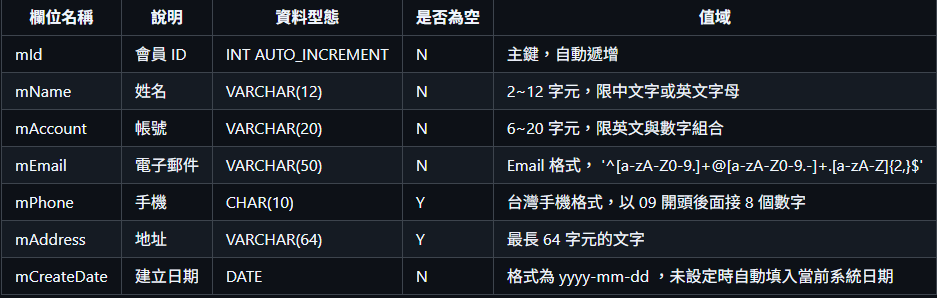 欄位名稱 說明 資料型態 是否為空 值域
mId 會員 ID INT AUTO_INCREMENT N 主鍵，自動遞增
mName 姓名 VARCHAR(12) N 2~12 字元，限中文字或英文字母
mAccount 帳號 VARCHAR(20) N 6~20 字元，限英文與數字組合
mEmail 電子郵件 VARCHAR(50) N Email 格式， '^[a-zA-Z0-9.]+@[a-zA-Z0-9.-]+.[a-zA-Z]{2,}$'
mPhone 手機 CHAR(10) Y 台灣手機格式，以 09 開頭後面接 8 個數字
mAddress 地址 VARCHAR(64) Y 最長 64 字元的文字
mCreateDate 建立日期 DATE N 格式為 yyyy-mm-dd ，未設定時自動填入當前系統日期